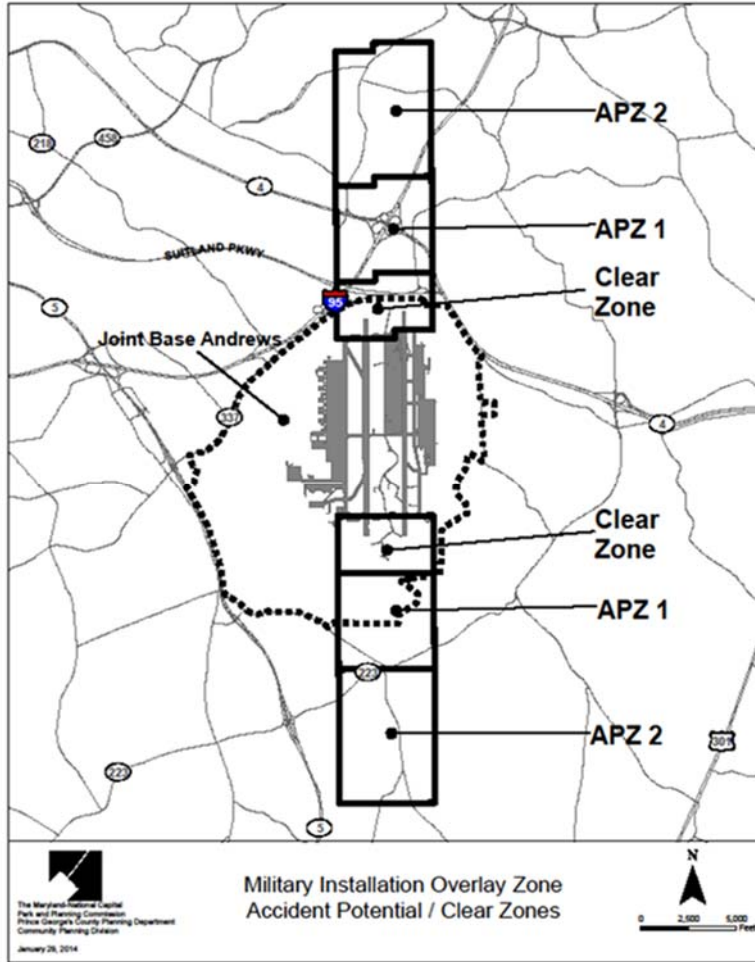 APZ 2
458
218
4
APZ 1
SUITLAND PKWY
Clear
Zone
95
5
Joint Base Andrews
337
4
Clear
Zone
APZ 1
223
APZ 2
301
223
5
Military Installation Overlay Zone
Accident Potential / Clear Zones
N
0 2,500 5,000
Feet
The Maryland-National Capital
Park and Planning Commission
Prince George's County Planning Department
Community Planning Division
January 29, 2014